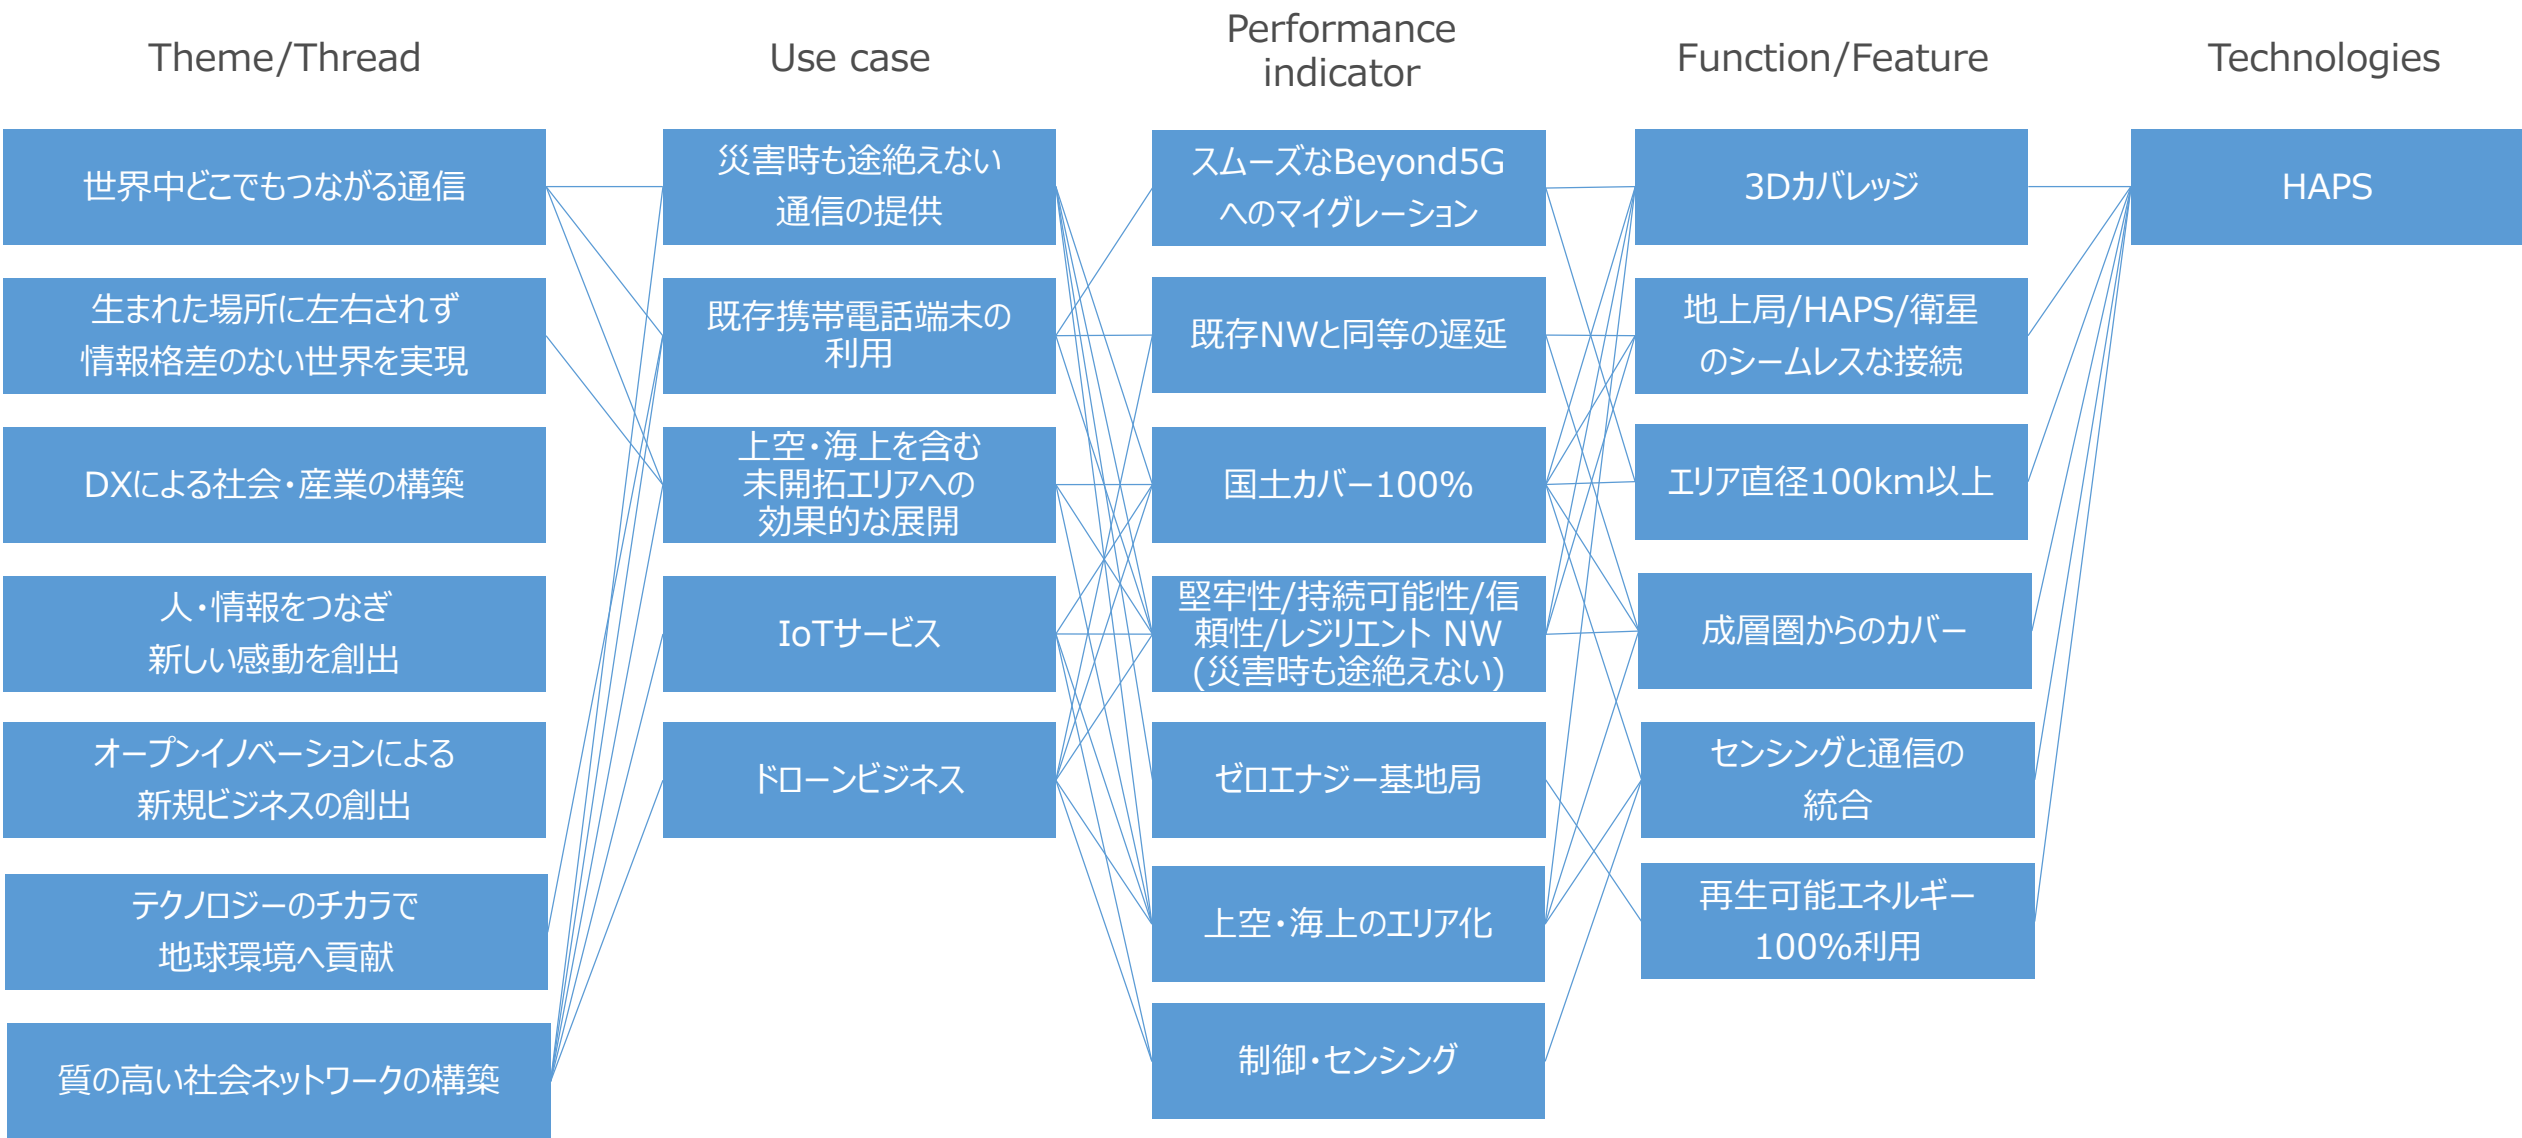 Theme/Thread
Use case
Performance
indicator
Function/Feature
Technologies
世界中どこでもつながる通信
生まれた場所に左右されず
情報格差のない世界を実現
DXによる社会・産業の構築
人・情報をつなぎ
新しい感動を創出
オープンイノベーションによる
新規ビジネスの創出
テクノロジーのチカラで
地球環境へ貢献
質の高い社会ネットワークの構築
災害時も途絶えない
通信の提供
既存携帯電話端末の
利用
上空・海上を含む
未開拓エリアへの
効果的な展開
IoTサービス
ドローンビジネス
スムーズなBeyond5G
へのマイグレーション
既存NWと同等の遅延
国土カバー100%
堅牢性/持続可能性/信
頼性/レジリエント NW
(災害時も途絶えない)
ゼロエナジー基地局
上空・海上のエリア化
制御・センシング
3Dカバレッジ
地上局/HAPS/衛星
のシームレスな接続
エリア直径100km以上
成層圏からのカバー
センシングと通信の
統合
再生可能エネルギー
100%利用
HAPS